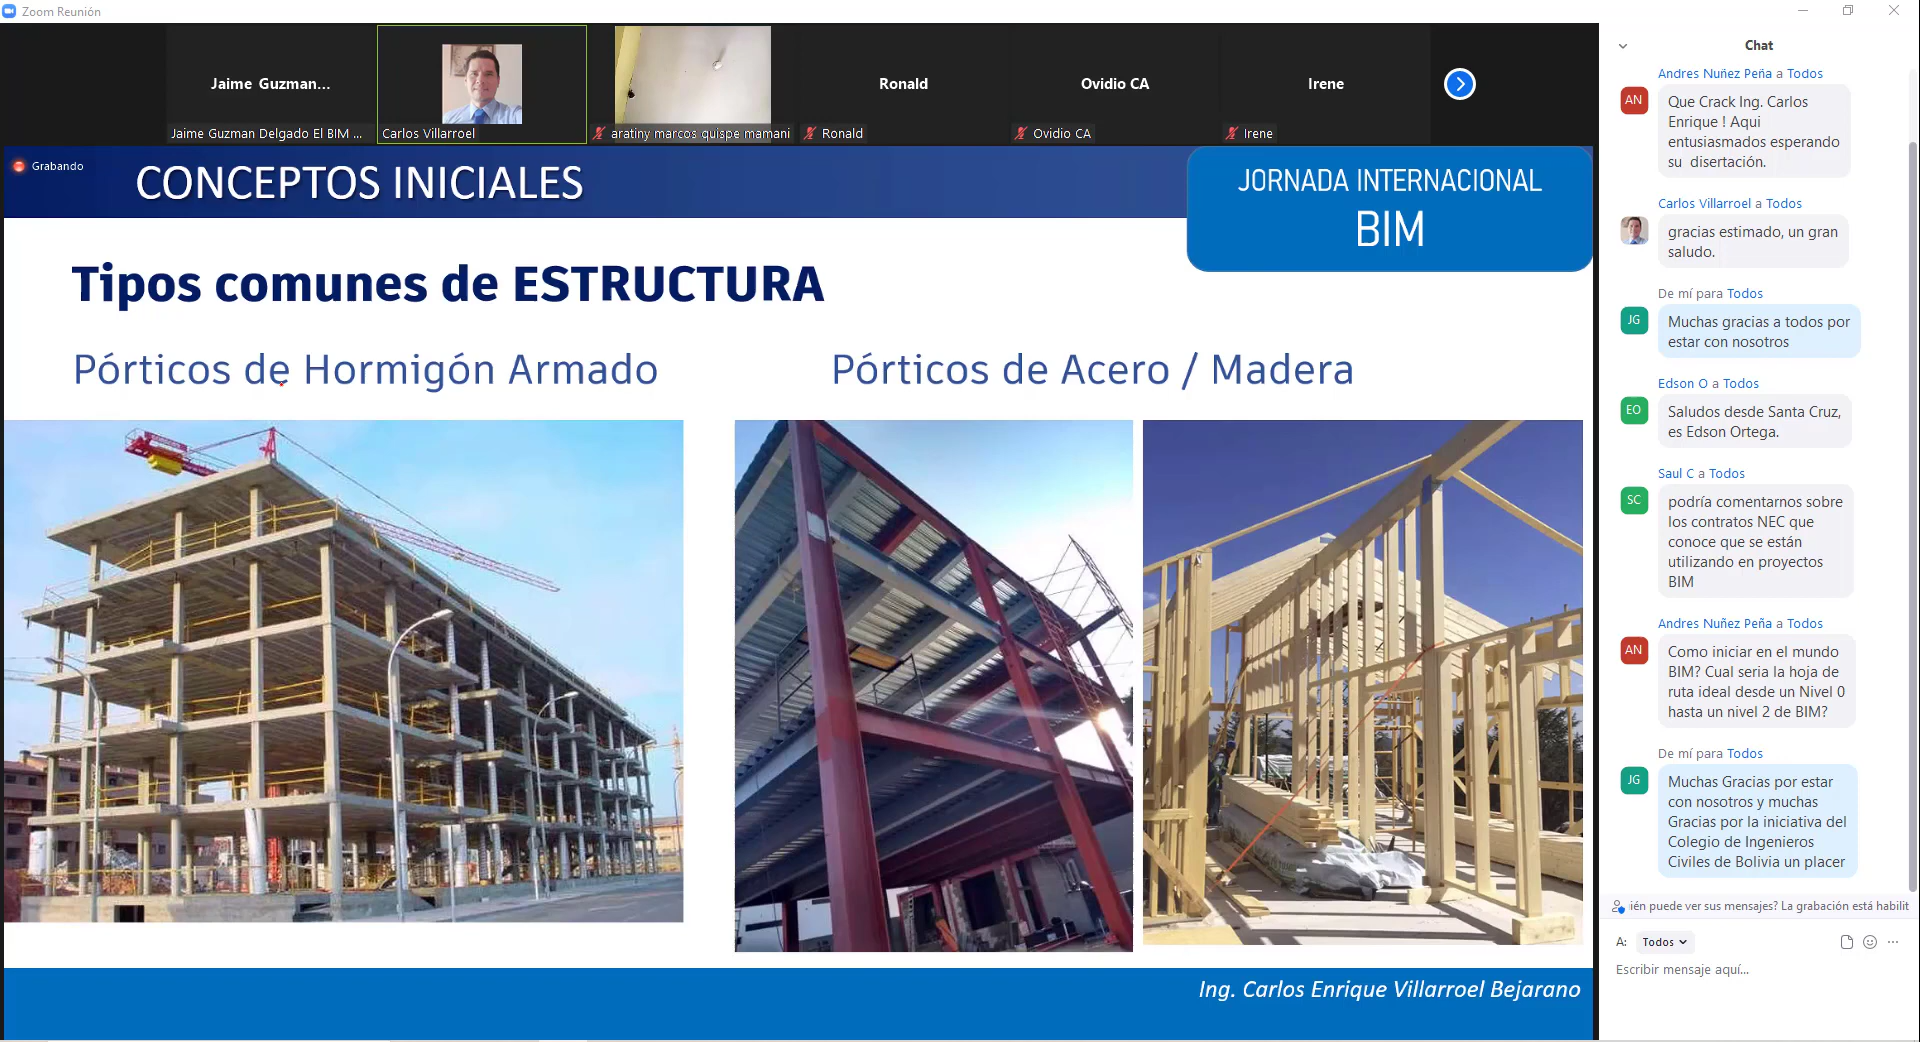 Zoom Reunión
Jaime Guzman...
Jaime Guzman Delgado El BIM ...
Carlos Villarroel
aratiny marcos quispe mamani
Ronald
Ronald
Ovidio CA
Ovidio CA
Irene
Irene
Grabando
CONCEPTOS INICIALES
JORNADA INTERNACIONAL
BIM
Tipos comunes de ESTRUCTURA
Pórticos de Hormigón Armado
Pórticos de Acero / Madera
Ing. Carlos Enrique Villarroel Bejarano
Chat
Andres Nuñez Peña a Todos
AN
Que Crack Ing. Carlos
Enrique ! Aqui
entusiasmados esperando
su disertación.
Carlos Villarroel a Todos
gracias estimado, un gran
saludo.
De mí para Todos
JG
Muchas gracias a todos por
estar con nosotros
Edson O a Todos
EO
Saludos desde Santa Cruz,
es Edson Ortega.
Saul C a Todos
SC
podría comentarnos sobre
los contratos NEC que
conoce que se están
utilizando en proyectos
BIM
Andres Nuñez Peña a Todos
AN
Como iniciar en el mundo
BIM? Cual seria la hoja de
ruta ideal desde un Nivel 0
hasta un nivel 2 de BIM?
De mí para Todos
JG
Muchas Gracias por estar
con nosotros y muchas
Gracias por la iniciativa del
Colegio de Ingenieros
Civiles de Bolivia un placer
ién puede ver sus mensajes? La grabación está habilit
A: Todos
Escribir mensaje aquí...